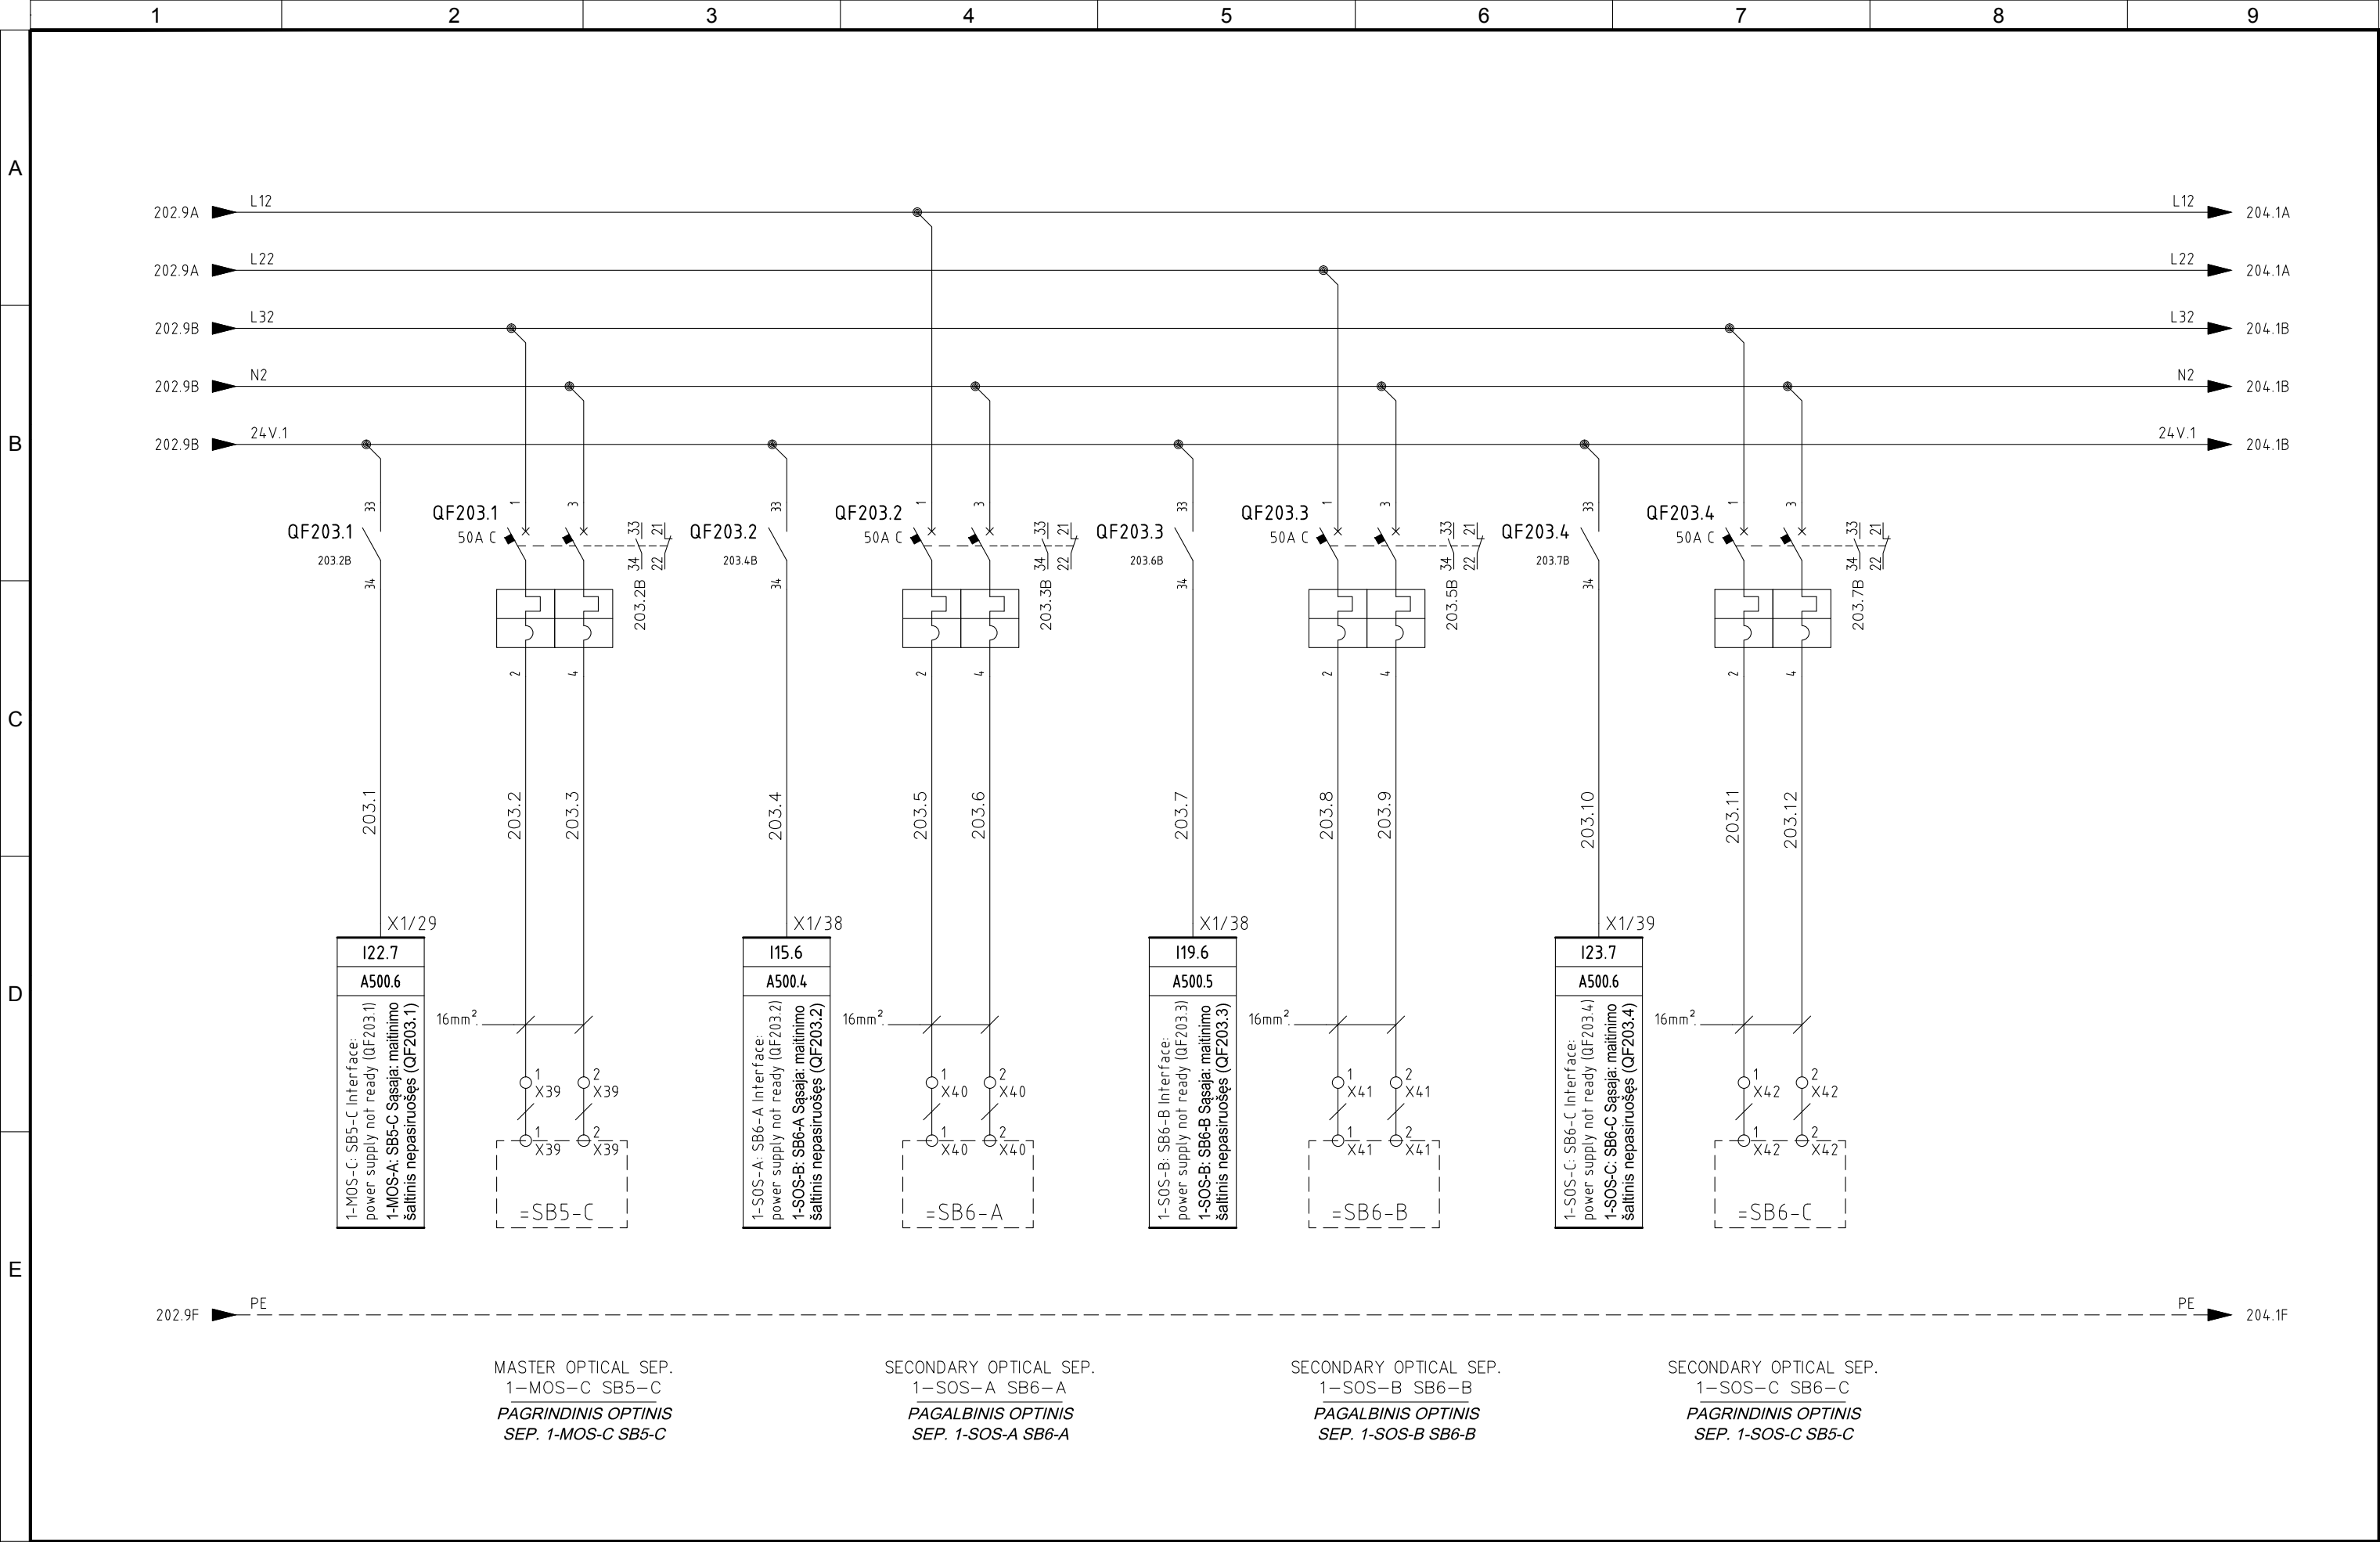 1 2 3 4 5 6 7 8 9
A
202.9A L12 L12 204.1A
202.9A L22 L22 204.1A
202.9B L32 L32 204.1B
202.9B N2 N2 204.1B
B
202.9B 24V.1 24V.1 204.1B
33 1 3 33 1 3 33 1 3 33 1 3
QF203.1 QF203.1 33 21 QF203.2 QF203.2 33 21 QF203.3 QF203.3 33 21 QF203.4 QF203.4 33 21
50A C 50A C 50A C 50A C
203.2B 34 22 203.4B 34 22 203.6B 34 22 203.7B 34 22
34 203.2B 34 203.3B 34 203.5B 34 203.7B
2 4 2 4 2 4 2 4
C
203.1 203.2 203.3 203.4 203.5 203.6 203.7 203.8 203.9 203.10 203.11 203.12
X1/29 X1/38 X1/38 X1/39
I22.7 I15.6 I19.6 I23.7
A500.6 A500.4 A500.5 A500.6
D
1-MOS-C: SB5-C Interface:
power supply not ready (QF203.1)
1-MOS-A: SB5-C Sąsaja: maitinimo
šaltinis nepasiruošęs (QF203.1)
16mm².
1 2
X39 X39
1 2
X39 X39
=SB5-C
1-SOS-A: SB6-A Interface:
power supply not ready (QF203.2)
1-SOS-B: SB6-A Sąsaja: maitinimo
šaltinis nepasiruošęs (QF203.2)
16mm².
1 2
X40 X40
1 2
X40 X40
=SB6-A
1-SOS-B: SB6-B Interface:
power supply not ready (QF203.3)
1-SOS-B: SB6-B Sąsaja: maitinimo
šaltinis nepasiruošęs (QF203.3)
16mm².
1 2
X41 X41
1 2
X41 X41
=SB6-B
1-SOS-C: SB6-C Interface:
power supply not ready (QF203.4)
1-SOS-C: SB6-C Sąsaja: maitinimo
šaltinis nepasiruošęs (QF203.4)
16mm².
1 2
X42 X42
1 2
X42 X42
=SB6-C
E
202.9F PE PE 204.1F
MASTER OPTICAL SEP.
1-MOS-C SB5-C
PAGRINDINIS OPTINIS
SEP. 1-MOS-C SB5-C
SECONDARY OPTICAL SEP.
1-SOS-A SB6-A
PAGALBINIS OPTINIS
SEP. 1-SOS-A SB6-A
SECONDARY OPTICAL SEP.
1-SOS-B SB6-B
PAGALBINIS OPTINIS
SEP. 1-SOS-B SB6-B
SECONDARY OPTICAL SEP.
1-SOS-C SB6-C
PAGRINDINIS OPTINIS
SEP. 1-SOS-C SB5-C